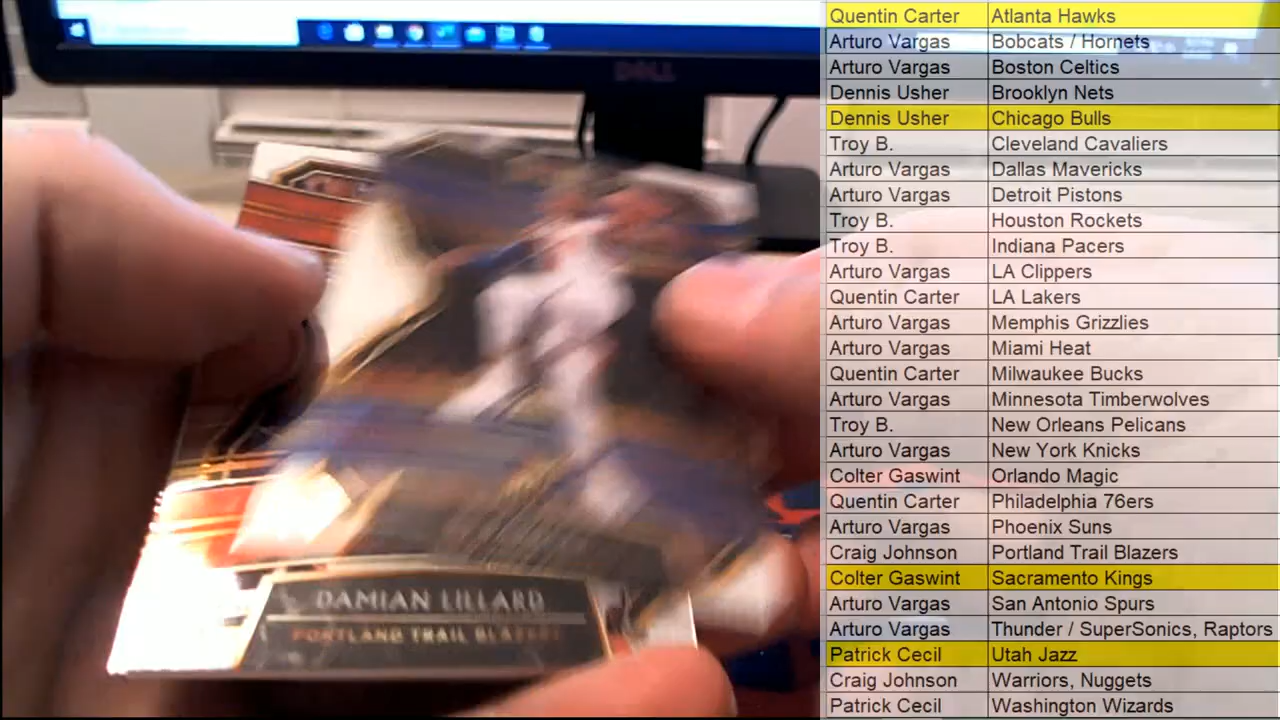 DELL
DAMIAN LILLARD
PORTLAND TRAIL BLAZERS
Quentin Carter Atlanta Hawks
Arturo Vargas Bobcats / Hornets
Arturo Vargas Boston Celtics
Dennis Usher Brooklyn Nets
Dennis Usher Chicago Bulls
Troy B. Cleveland Cavaliers
Arturo Vargas Dallas Mavericks
Arturo Vargas Detroit Pistons
Troy B. Houston Rockets
Troy B. Indiana Pacers
Arturo Vargas LA Clippers
Quentin Carter LA Lakers
Arturo Vargas Memphis Grizzlies
Arturo Vargas Miami Heat
Quentin Carter Milwaukee Bucks
Arturo Vargas Minnesota Timberwolves
Troy B. New Orleans Pelicans
Arturo Vargas New York Knicks
Colter Gaswint Orlando Magic
Quentin Carter Philadelphia 76ers
Arturo Vargas Phoenix Suns
Craig Johnson Portland Trail Blazers
Colter Gaswint Sacramento Kings
Arturo Vargas San Antonio Spurs
Arturo Vargas Thunder / SuperSonics, Raptors
Patrick Cecil Utah Jazz
Craig Johnson Warriors, Nuggets
Patrick Cecil Washington Wizards